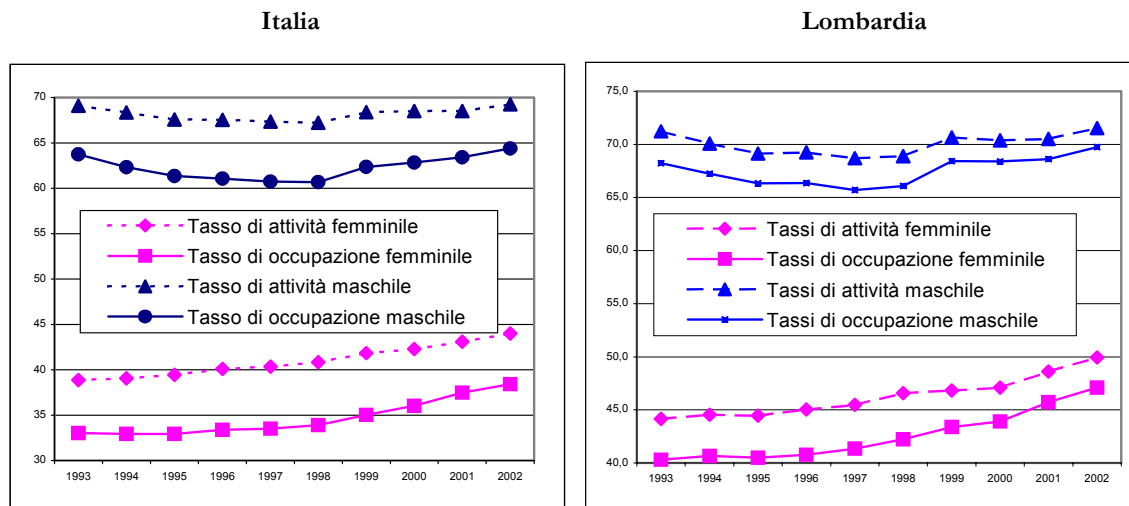 Italia
70
65
60
55
50
45
40
35
30
Tasso di attività femminile
Tasso di occupazione femminile
Tasso di attività maschile
Tasso di occupazione maschile
1993 1994 1995 1996 1997 1998 1999 2000 2001 2002
Lombardia
75,0
70,0
65,0
60,0
55,0
50,0
45,0
40,0
Tassi di attività femminile
Tassi di occupazione femminile
Tassi di attività maschile
Tassi di occupazione maschile
1993 1994 1995 1996 1997 1998 1999 2000 2001 2002